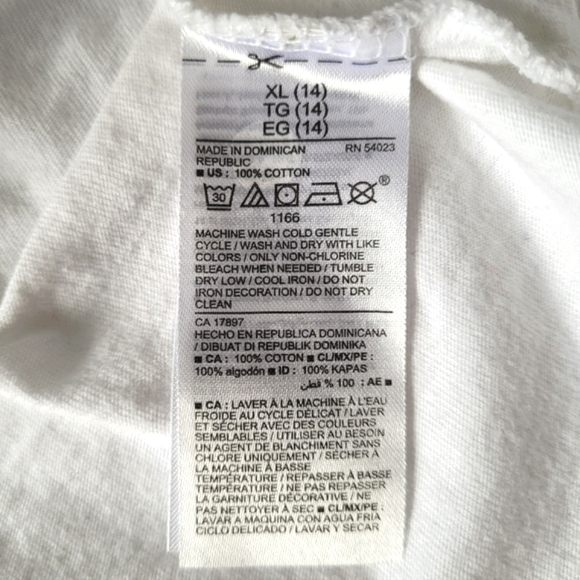 XL (14)
TG (14)
EG (14)
MADE IN DOMINICAN RN 54023
REPUBLIC
■ US : 100% COTTON
30 ®
1166
MACHINE WASH COLD GENTLE
CYCLE / WASH AND DRY WITH LIKE
COLORS / ONLY NON-CHLORINE
BLEACH WHEN NEEDED / TUMBLE
DRY LOW / COOL IRON / DO NOT
IRON DECORATION / DO NOT DRY
CLEAN
CA 17897
HECHO EN REPUBLICA DOMINICANA
/ DIBUAT DI REPUBLIK DOMINIKA
■ CA : 100% COTON ■ CL/MX/PE :
100% algodón ■ ID : 100% KAPAS
■ AE : 100 % قطن
■ CA : LAVER À LA MACHINE À L'EAU
FROIDE AU CYCLE DÉLICAT / LAVER
ET SÉCHER AVEC DES COULEURS
SEMBLABLES / UTILISER AU BESOIN
UN AGENT DE BLANCHIMENT SANS
CHLORE UNIQUEMENT / SÉCHER À
LA MACHINE À BASSE
TEMPÉRATURE / REPASSER À BASSE
TEMPÉRATURE / NE PAS REPASSER
LA GARNITURE DÉCORATIVE / NE
PAS NETTOYER À SEC ■ CL/MX/PE :
LAVAR A MAQUINA CON AGUA FRIA
CICLO DELICADO / LAVAR Y SECAR